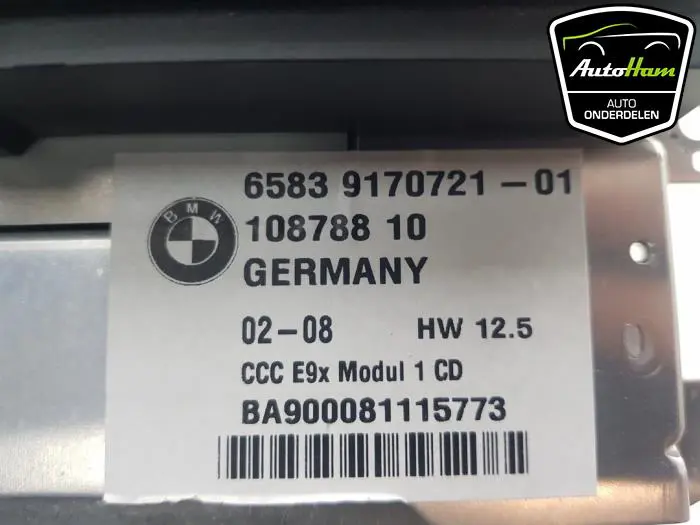 AutoHam
AUTO
ONDERDELEN
6583 9170721-01
BMW
108788 10
GERMANY
02-08 HW 12.5
CCC E9x Modul 1 CD
BA900081115773